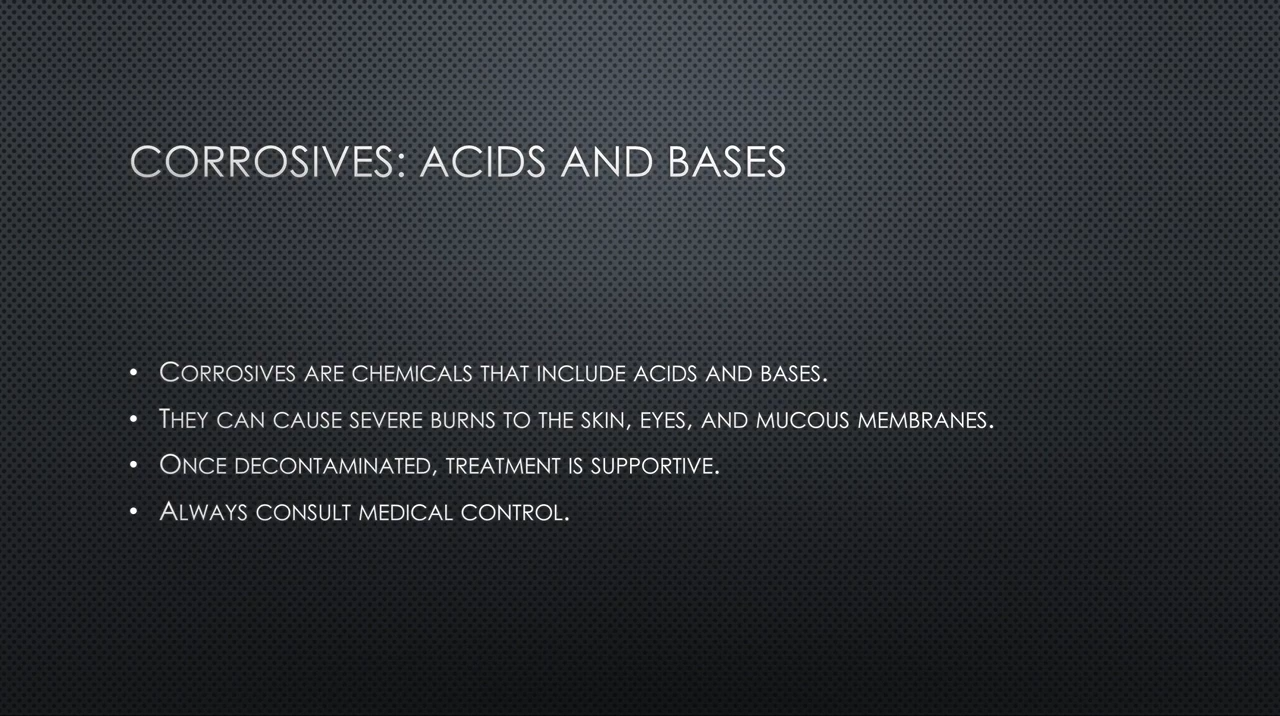 CORROSIVES: ACIDS AND BASES
• CORROSIVES ARE CHEMICALS THAT INCLUDE ACIDS AND BASES.
• THEY CAN CAUSE SEVERE BURNS TO THE SKIN, EYES, AND MUCOUS MEMBRANES.
• ONCE DECONTAMINATED, TREATMENT IS SUPPORTIVE.
• ALWAYS CONSULT MEDICAL CONTROL.